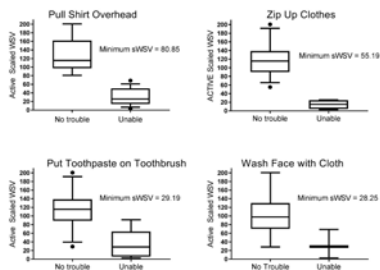 Pull Shirt Overhead
Active Scaled WSV
200
180
160
140
120
100
80
60
40
20
0
Minimum sWSV = 80.85
No trouble
Unable
Zip Up Clothes
ACTIVE Scaled WSV
200
180
160
140
120
100
80
60
40
20
0
Minimum sWSV = 55.19
No trouble
Unable
Put Toothpaste on Toothbrush
Active Scaled WSV
200
180
160
140
120
100
80
60
40
20
0
Minimum sWSV = 29.19
No trouble
Unable
Wash Face with Cloth
Active Scaled WSV
200
180
160
140
120
100
80
60
40
20
0
Minimum sWSV = 28.25
No Trouble
Unable